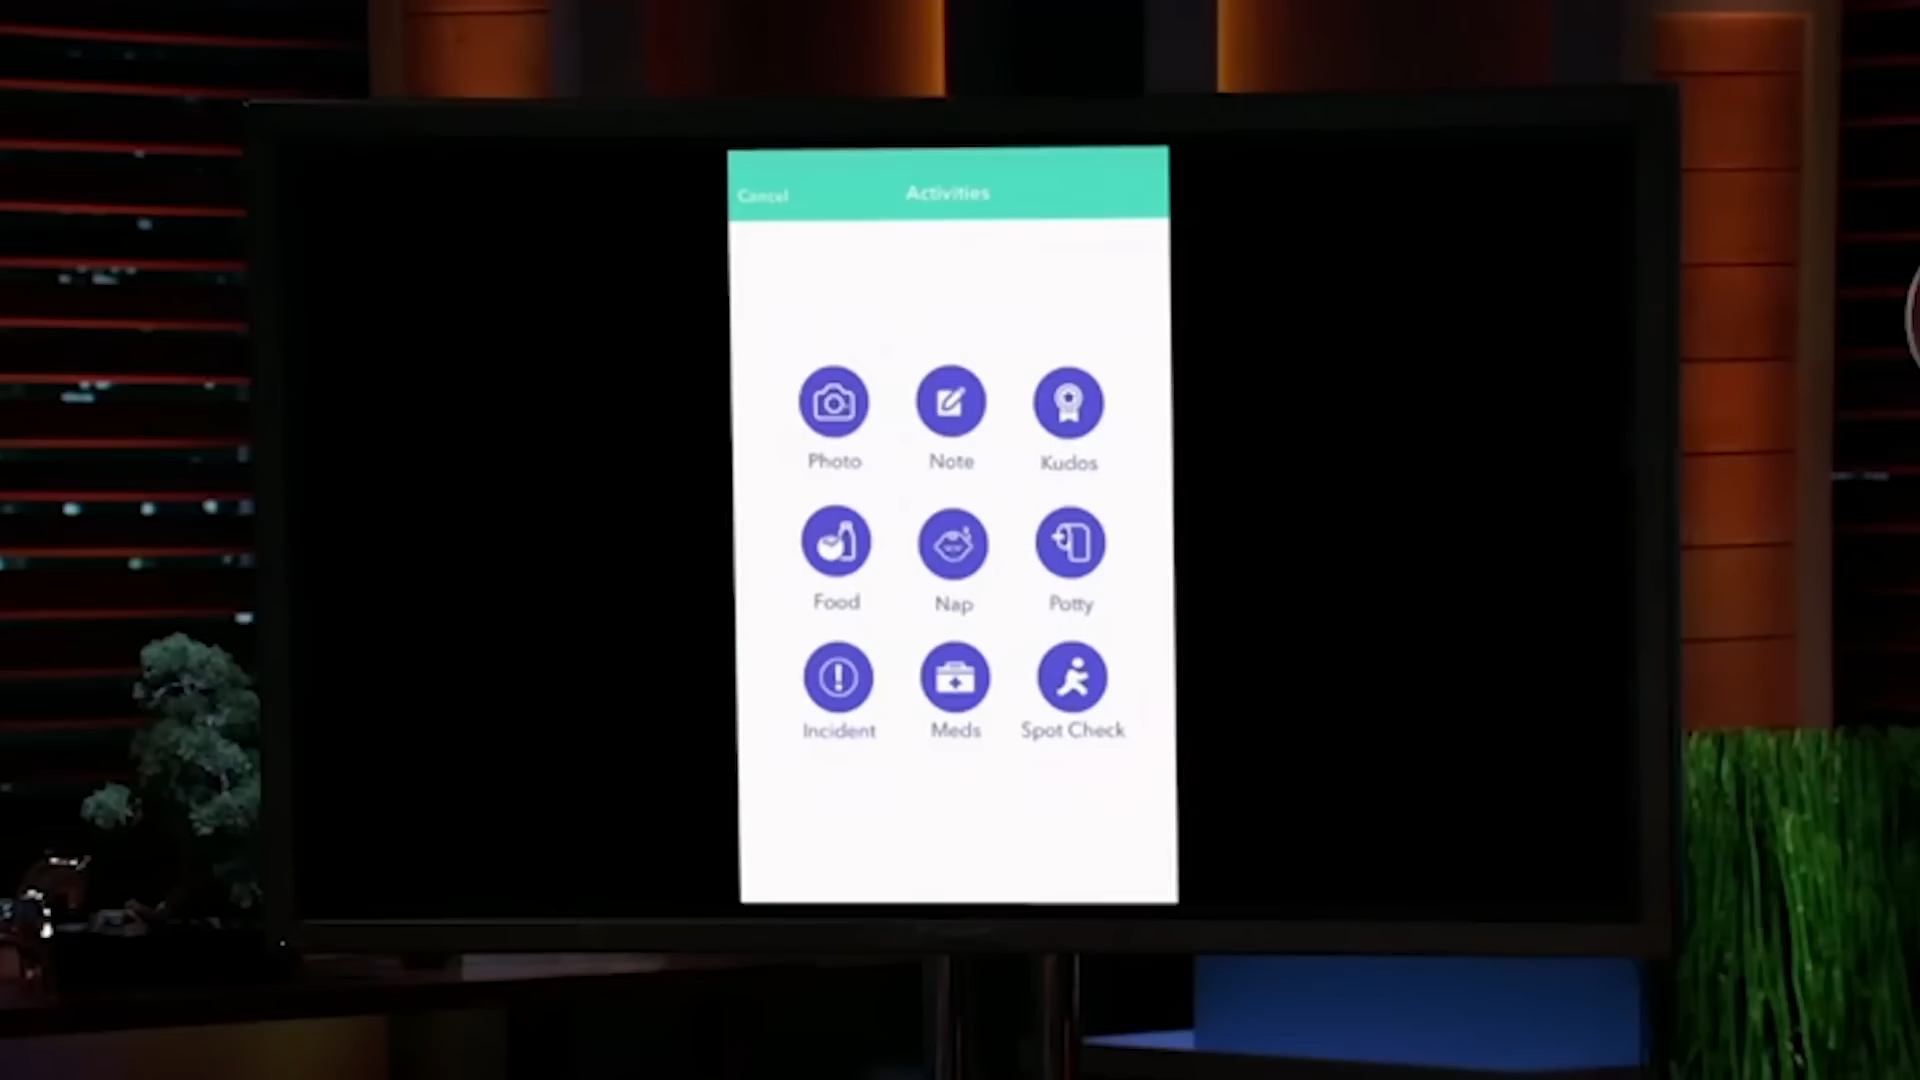 Cancel
Activities
Photo
Note
Kudos
Food
Nap
Potty
Incident
Meds
Spot Check